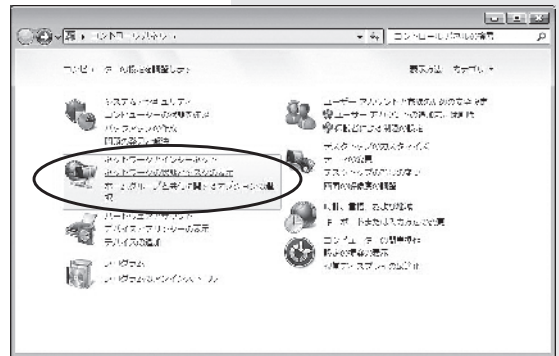 コントロール パネル
コントロール パネルの検索
コンピューターの設定を調整します
表示方法: カテゴリ
システムとセキュリティ
コンピューターの状態を確認
バックアップの作成
問題の発見と解決
ネットワークとインターネット
ネットワークの状態とタスクの表示
ホームグループと共有に関するオプションの選択
ハードウェアとサウンド
デバイスとプリンターの表示
デバイスの追加
プログラム
プログラムのアンインストール
ユーザー アカウントと家族のための安全設定
ユーザー アカウントの追加または削除
保護者による制限の設定
デスクトップのカスタマイズ
テーマの変更
デスクトップの背景の変更
画面の解像度の調整
時計、言語、および地域
キーボードまたは入力方法の変更
コンピューターの簡単操作
設定の提案の表示
視覚ディスプレイの最適化